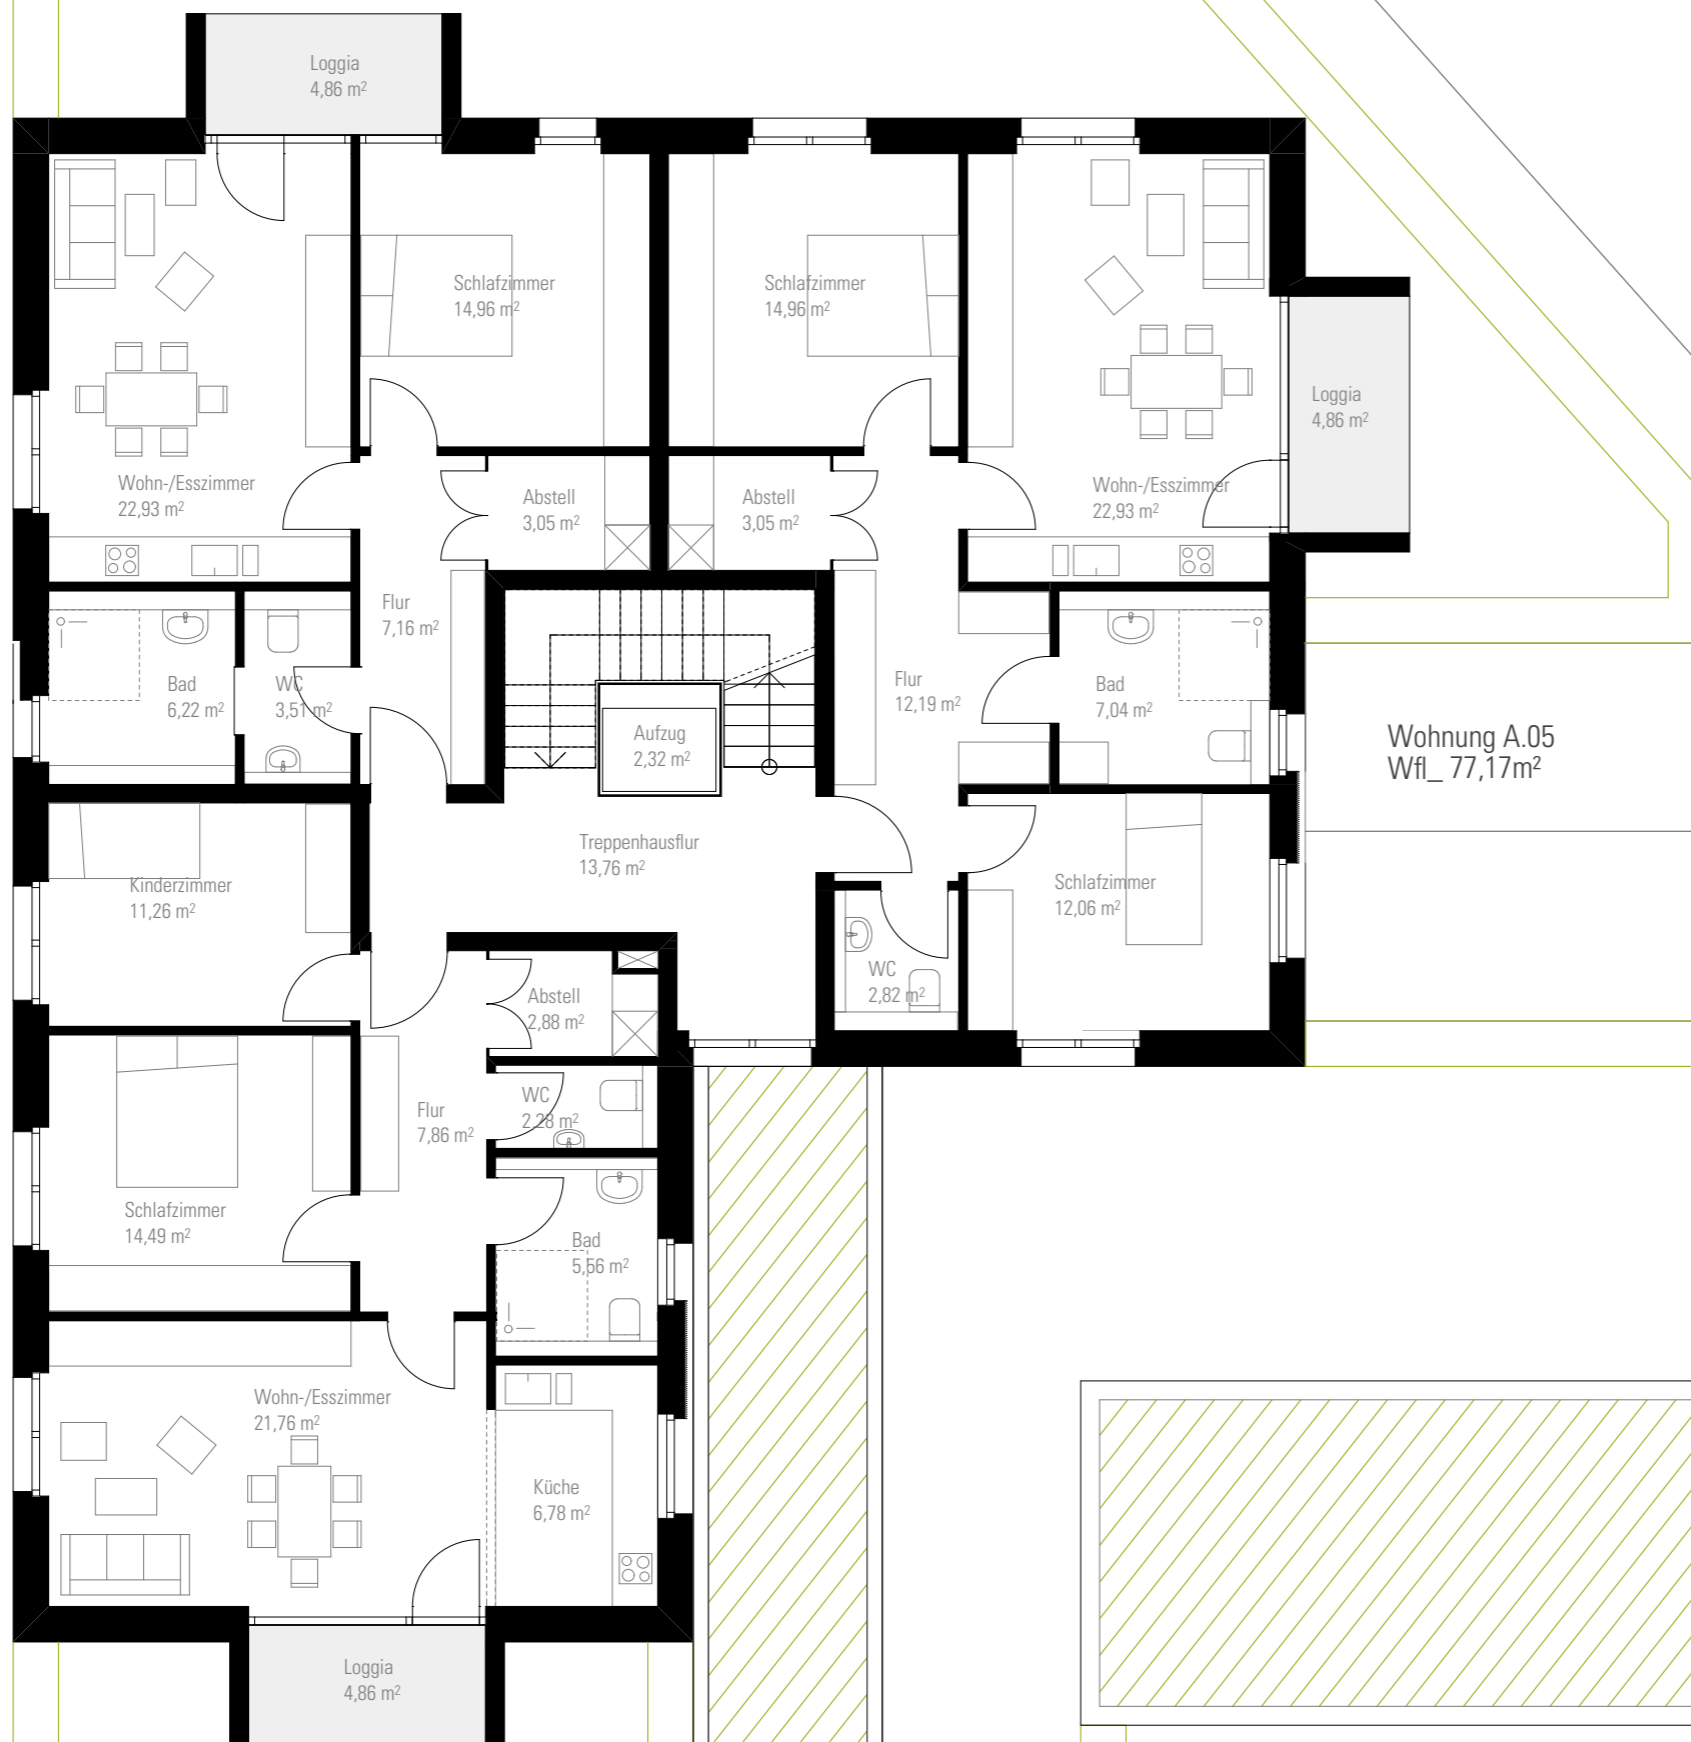 Loggia
4,86 m²
Schlafzimmer
14,96 m²
Schlafzimmer
14,96 m²
Loggia
4,86 m²
Wohn-/Esszimmer
22,93 m²
Abstell
3,05 m²
Abstell
3,05 m²
Wohn-/Esszimmer
22,93 m²
Flur
7,16 m²
Bad
6,22 m²
WC
3,51 m²
Aufzug
2,32 m²
Flur
12,19 m²
Bad
7,04 m²
Wohnung A.05
Wfl_ 77,17m²
Treppenhausflur
13,76 m²
Kinderzimmer
11,26 m²
Schlafzimmer
12,06 m²
WC
2,82 m²
Abstell
2,88 m²
WC
2,28 m²
Flur
7,86 m²
Schlafzimmer
14,49 m²
Bad
5,56 m²
Wohn-/Esszimmer
21,76 m²
Küche
6,78 m²
Loggia
4,86 m²